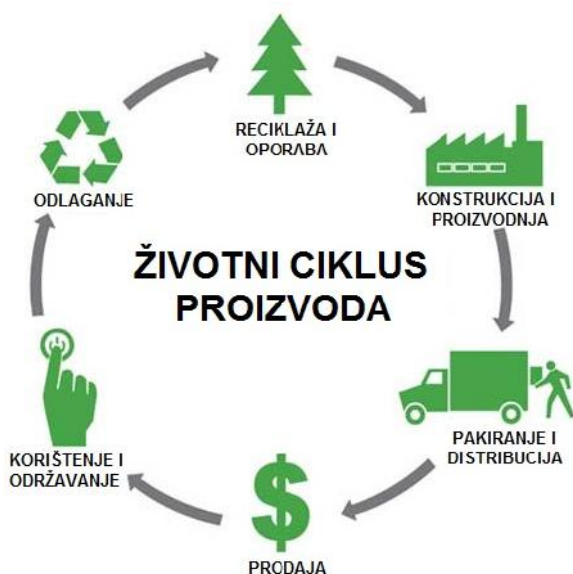 RECIKLAŽA I
OPORABA
KONSTRUKCIJA I
PROIZVODNJA
PAKIRANJE I
DISTRIBUCIJA
PRODAJA
KORIŠTENJE I
ODRŽAVANJE
ODLAGANJE
ŽIVOTNI CIKLUS
PROIZVODA